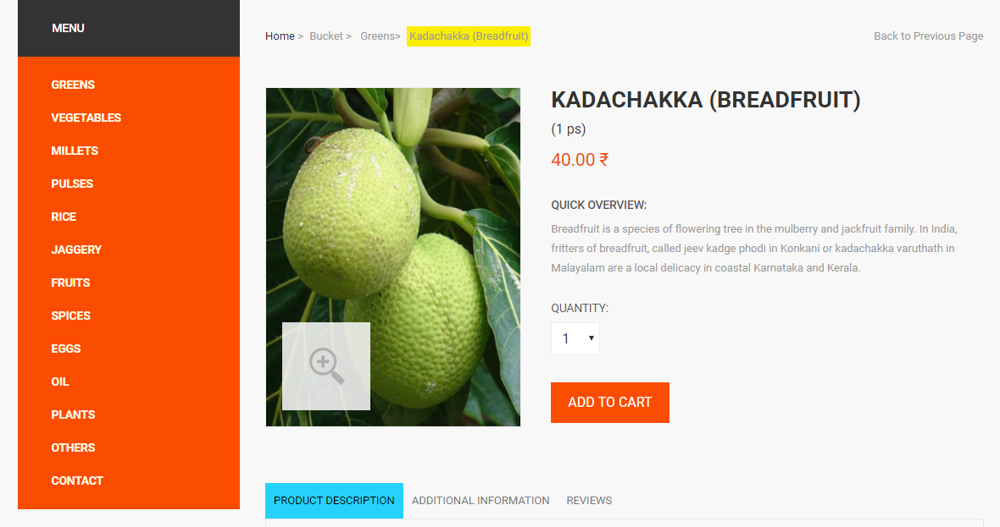 MENU
GREENS
VEGETABLES
MILLETS
PULSES
RICE
JAGGERY
FRUITS
SPICES
EGGS
OIL
PLANTS
OTHERS
CONTACT
Home > Bucket > Greens> Kadachakka (Breadfruit)
Back to Previous Page
KADACHAKKA (BREADFRUIT)
(1 ps)
40.00 ₹
QUICK OVERVIEW:
Breadfruit is a species of flowering tree in the mulberry and jackfruit family. In India,
fritters of breadfruit, called jeev kadge phodi in Konkani or kadachakka varuthath in
Malayalam are a local delicacy in coastal Karnataka and Kerala.
QUANTITY:
1
ADD TO CART
PRODUCT DESCRIPTION ADDITIONAL INFORMATION REVIEWS